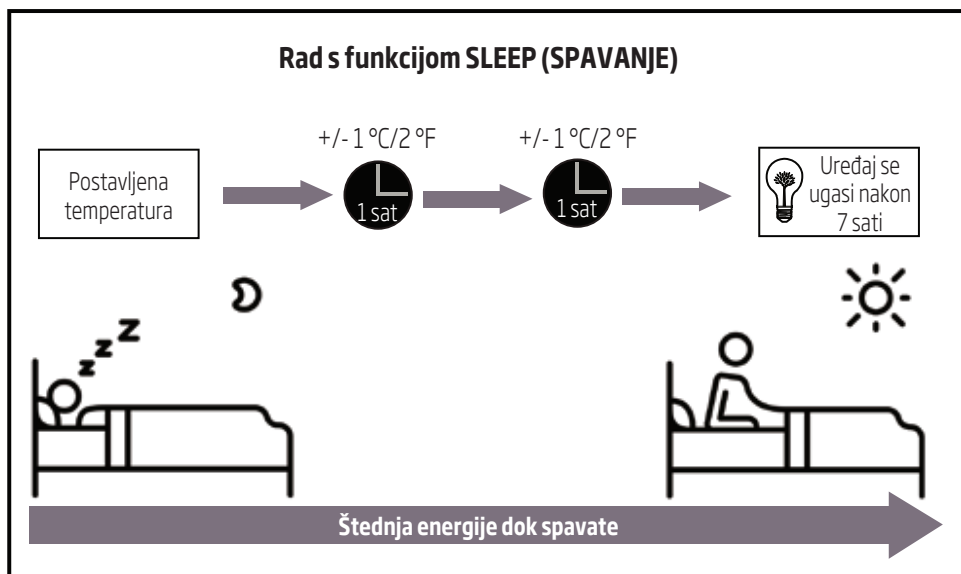 Rad s funkcijom SLEEP (SPAVANJE)
+/- 1 °C/2 °F
+/- 1 °C/2 °F
Postavljena
temperatura
1 sat
1 sat
Uređaj se
ugasi nakon
7 sati
z z Z Z
Štednja energije dok spavate